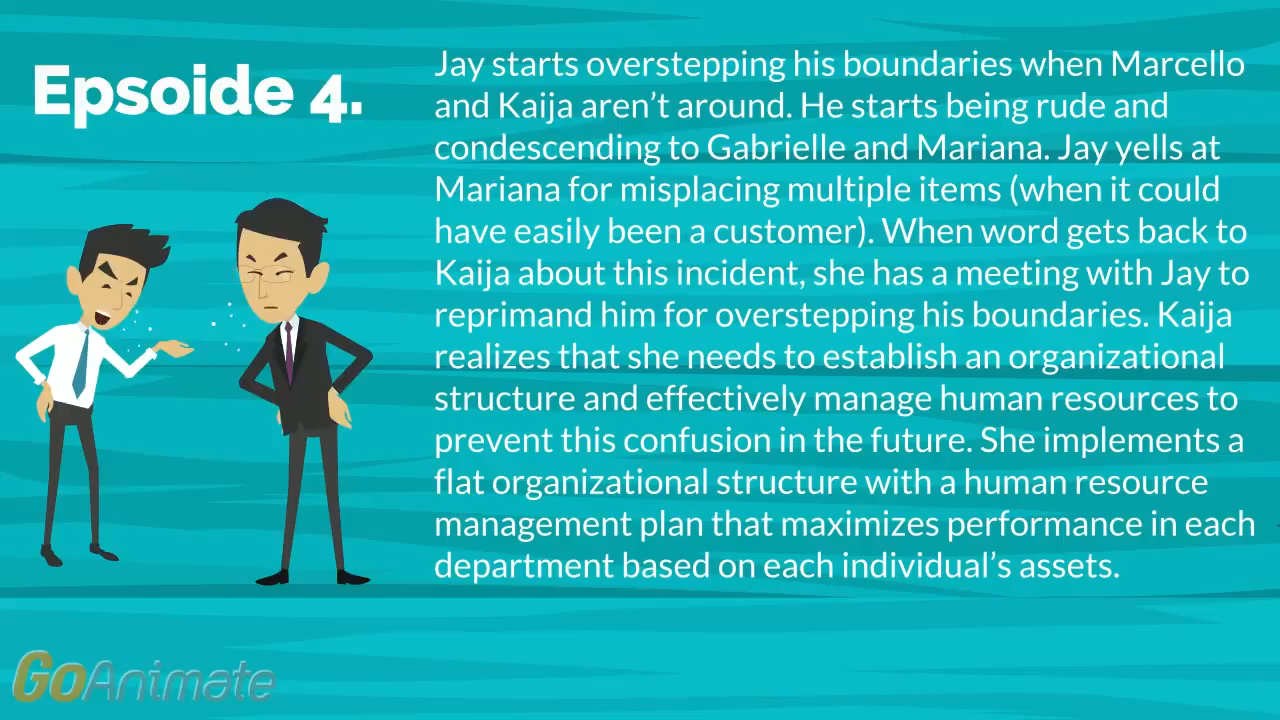 Epsoide 4.
Jay starts overstepping his boundaries when Marcello
and Kaija aren’t around. He starts being rude and
condescending to Gabrielle and Mariana. Jay yells at
Mariana for misplacing multiple items (when it could
have easily been a customer). When word gets back to
Kaija about this incident, she has a meeting with Jay to
reprimand him for overstepping his boundaries. Kaija
realizes that she needs to establish an organizational
structure and effectively manage human resources to
prevent this confusion in the future. She implements a
flat organizational structure with a human resource
management plan that maximizes performance in each
department based on each individual’s assets.
GoAnimate